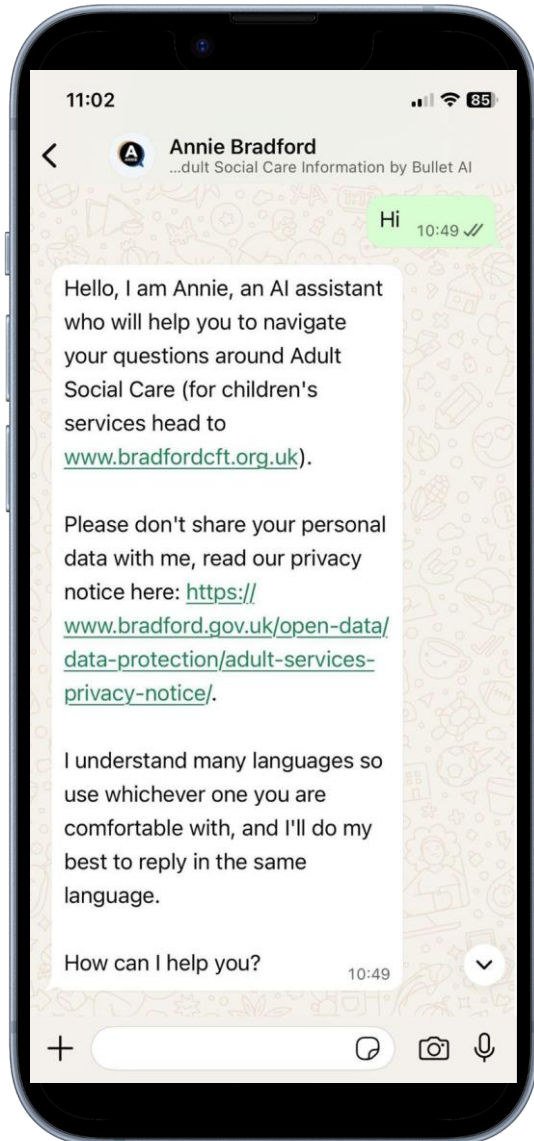 11:02
85
Annie Bradford
...dult Social Care Information by Bullet AI
Hi
10:49
Hello, I am Annie, an AI assistant
who will help you to navigate
your questions around Adult
Social Care (for children's
services head to
www.bradfordcft.org.uk).
Please don't share your personal
data with me, read our privacy
notice here: https://
www.bradford.gov.uk/open-data/
data-protection/adult-services-
privacy-notice/.
I understand many languages so
use whichever one you are
comfortable with, and I'll do my
best to reply in the same
language.
How can I help you?
10:49